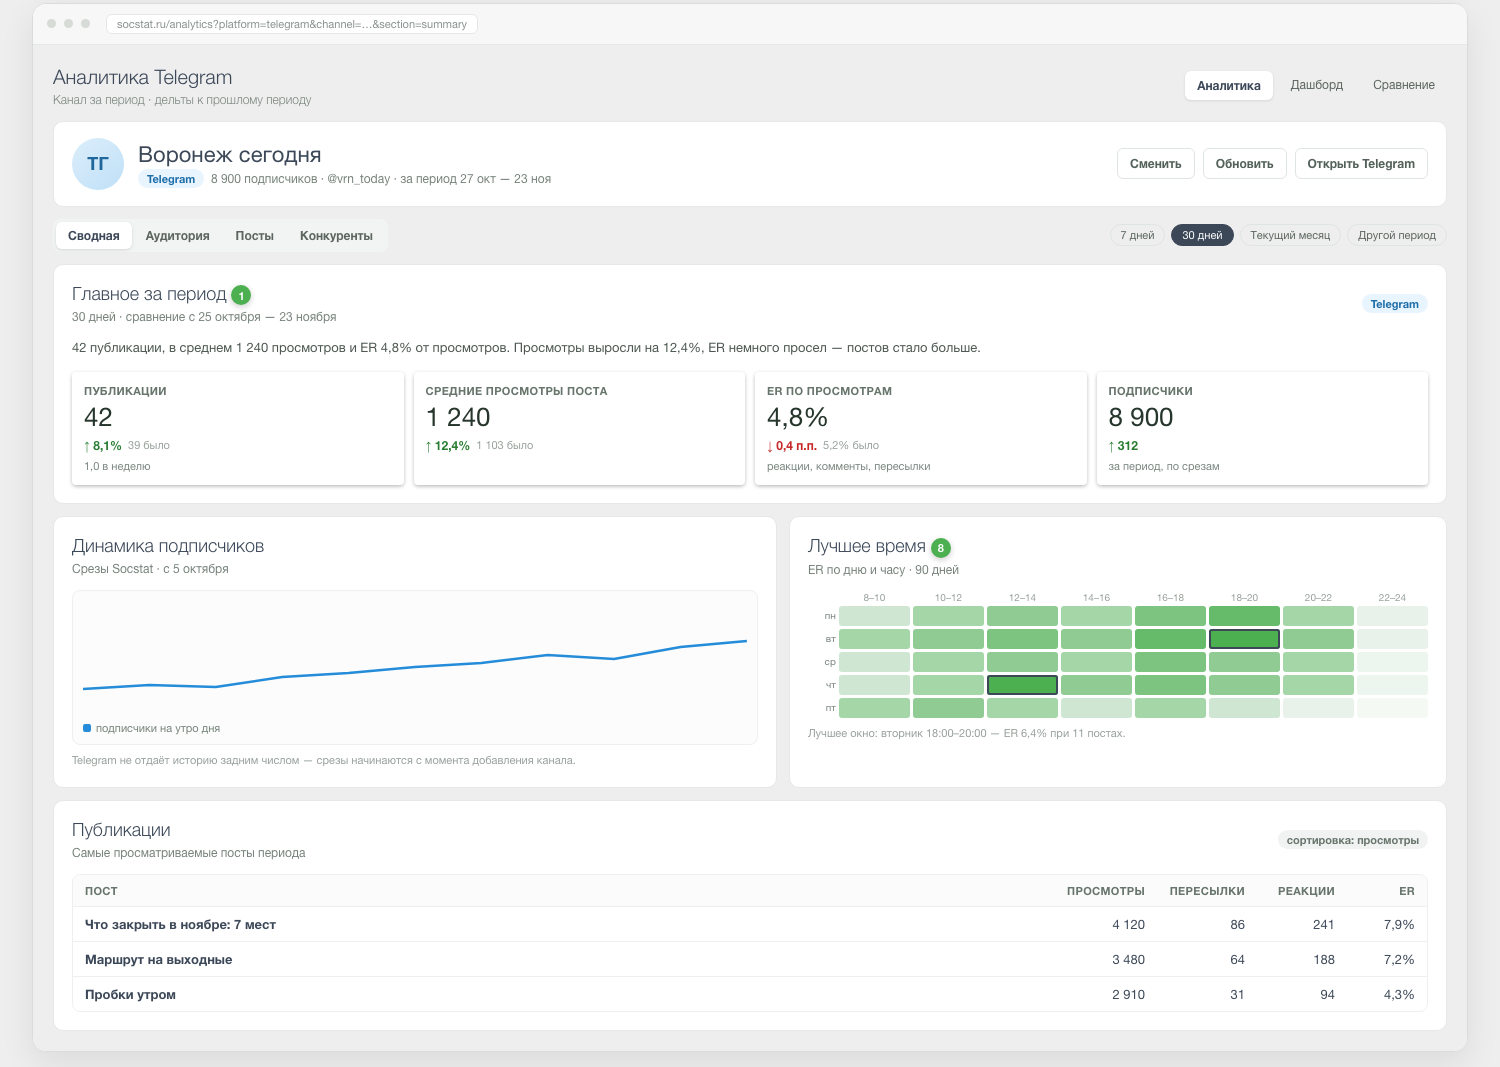 socstat.ru/analytics?platform=telegram&channel=...&section=summary
Аналитика Telegram
Канал за период · дельты к прошлому периоду
Аналитика Дашборд Сравнение
ТГ
Воронеж сегодня
Telegram 8 900 подписчиков · @vrn_today · за период 27 окт — 23 ноя
Сменить Обновить Открыть Telegram
Сводная Аудитория Посты Конкуренты
7 дней 30 дней Текущий месяц Другой период
Главное за период 1
30 дней · сравнение с 25 октября — 23 ноября
Telegram
42 публикации, в среднем 1 240 просмотров и ER 4,8% от просмотров. Просмотры выросли на 12,4%, ER немного просел — постов стало больше.
ПУБЛИКАЦИИ
42
↑ 8,1% 39 было
1,0 в неделю
СРЕДНИЕ ПРОСМОТРЫ ПОСТА
1 240
↑ 12,4% 1 103 было
ER ПО ПРОСМОТРАМ
4,8%
↓ 0,4 п.п. 5,2% было
реакции, комменты, пересылки
ПОДПИСЧИКИ
8 900
↑ 312
за период, по срезам
Динамика подписчиков
Срезы Socstat · с 5 октября
подписчики на утро дня
Telegram не отдаёт историю задним числом — срезы начинаются с момента добавления канала.
Лучшее время 8
ER по дню и часу · 90 дней
8–10 10–12 12–14 14–16 16–18 18–20 20–22 22–24
пн
вт
ср
чт
пт
Лучшее окно: вторник 18:00–20:00 — ER 6,4% при 11 постах.
Публикации
Самые просматриваемые посты периода
сортировка: просмотры
ПОСТ ПРОСМОТРЫ ПЕРЕСЫЛКИ РЕАКЦИИ ER
Что закрыть в ноябре: 7 мест 4 120 86 241 7,9%
Маршрут на выходные 3 480 64 188 7,2%
Пробки утром 2 910 31 94 4,3%